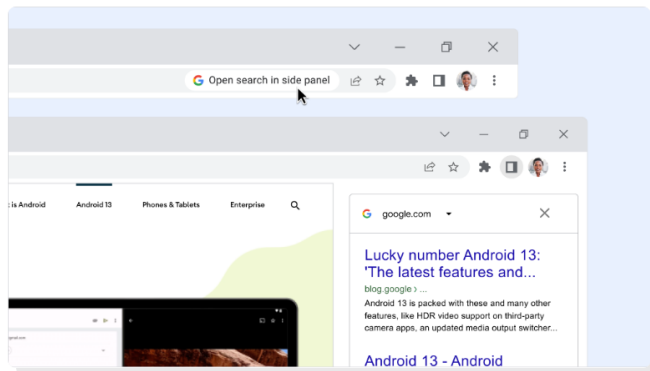 Open search in side panel
t is Android Android 13 Phones & Tablets Enterprise
google.com
Lucky number Android 13:
'The latest features and...
blog.google › ...
Android 13 is packed with these and many other
features, like HDR video support on third-party
camera apps, an updated media output switcher...
Android 13 - Android